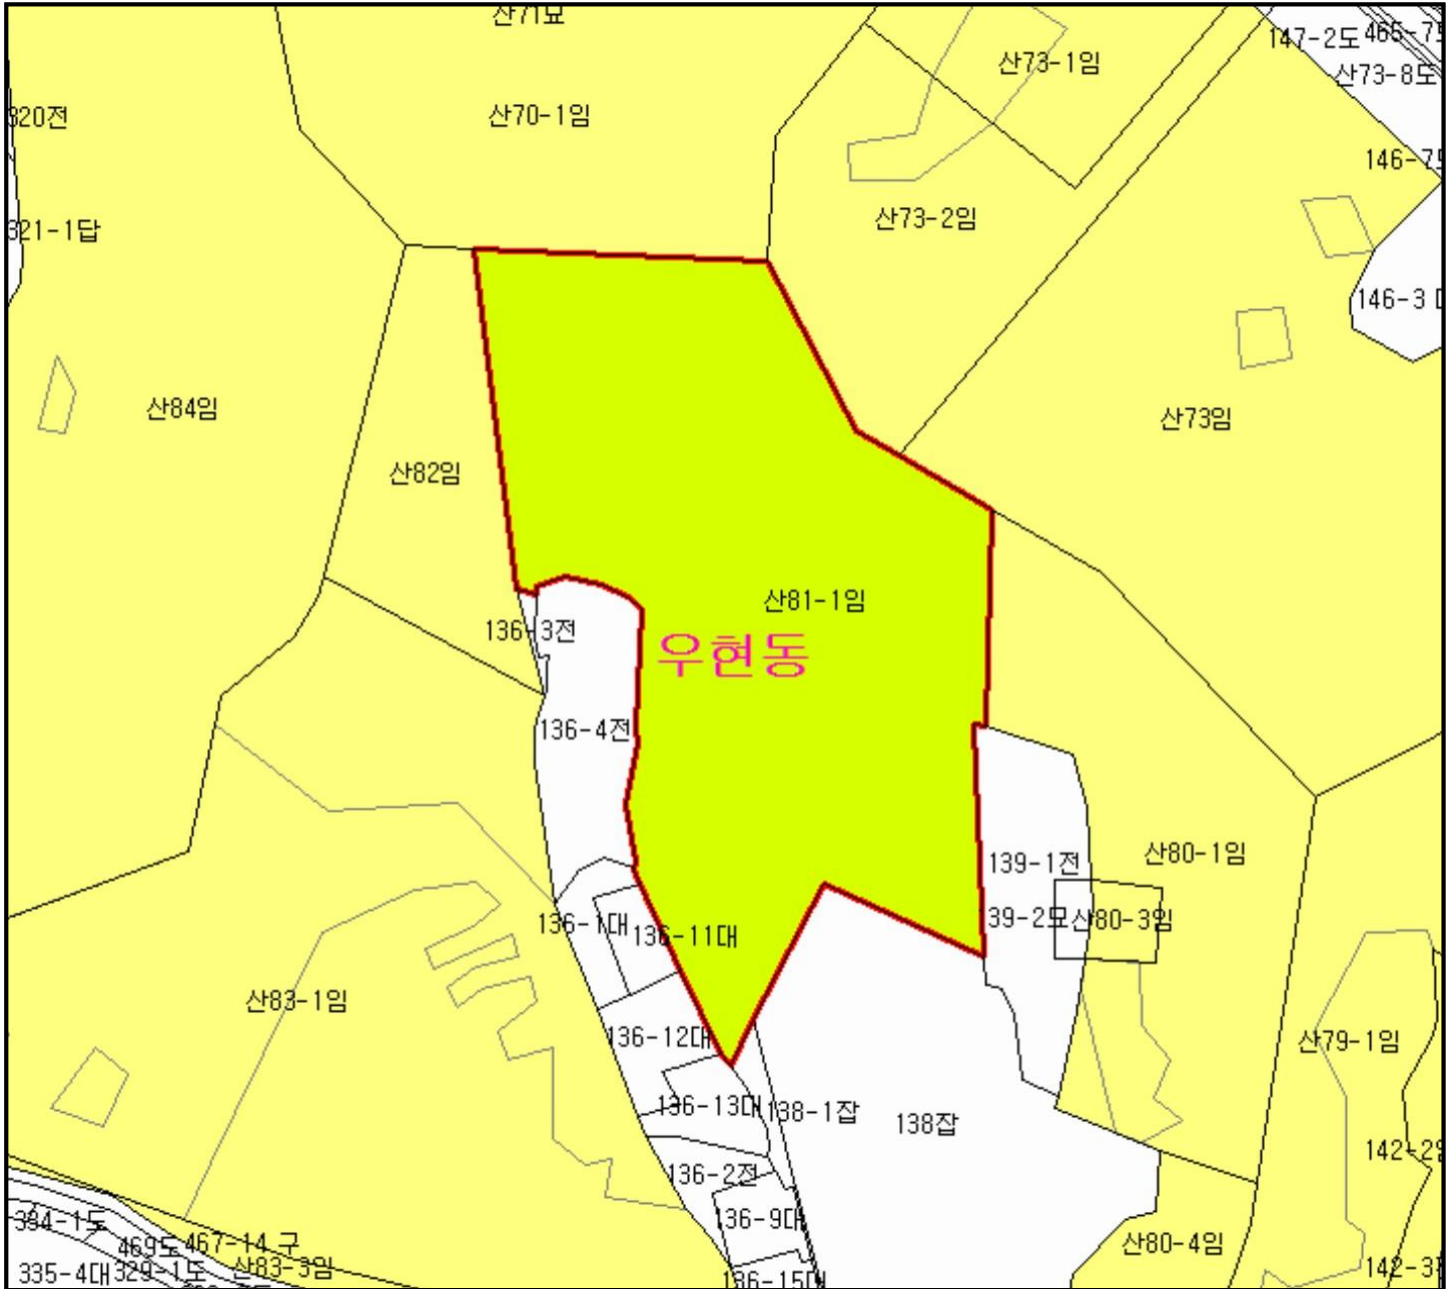 산71묘
147-2도
산73-1임
산73-8도
320전
산70-1임
산73-2임
321-1답
146-3
산84임
산73임
산82임
산81-1임
136-3전
우현동
136-4전
139-1전
산80-1임
136-1대
136-11대
39-2묘
산80-3임
산83-1임
136-12대
산79-1임
136-13대
138-1잡
138잡
136-2전
136-9대
334-1도
469도
467-14 구
산80-4임
335-4대
329-1도
산83-3임
136-15대